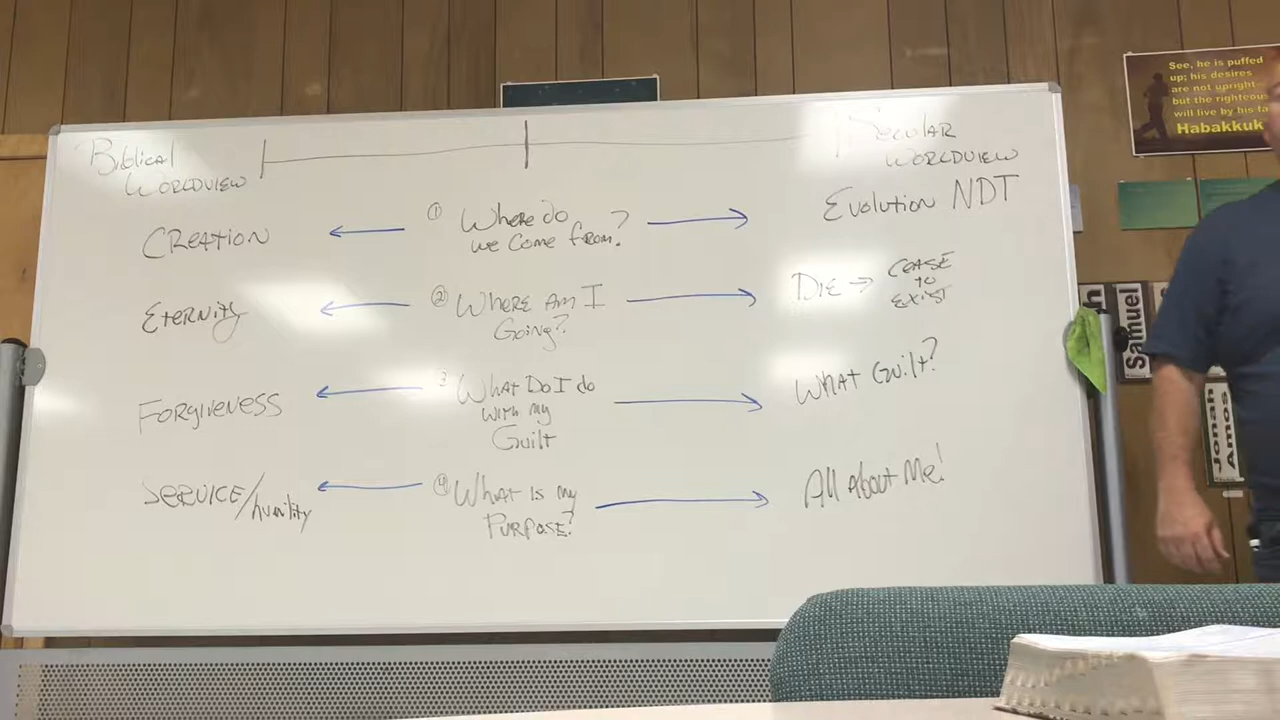 Biblical
Worldview
Secular
Worldview
Creation
① Where do
we come from?
Evolution NDT
Eternity
② Where Am I
Going?
Die → Cease
to
exist
Forgiveness
3 What Do I do
with my
Guilt
What Guilt?
Service/humility
④ What is my
Purpose?
All About Me!
See, he is puffed
up; his desires
are not upright-
but the righteous
will live by his fa
Habakkuk
Samuel
Jonah
Amos